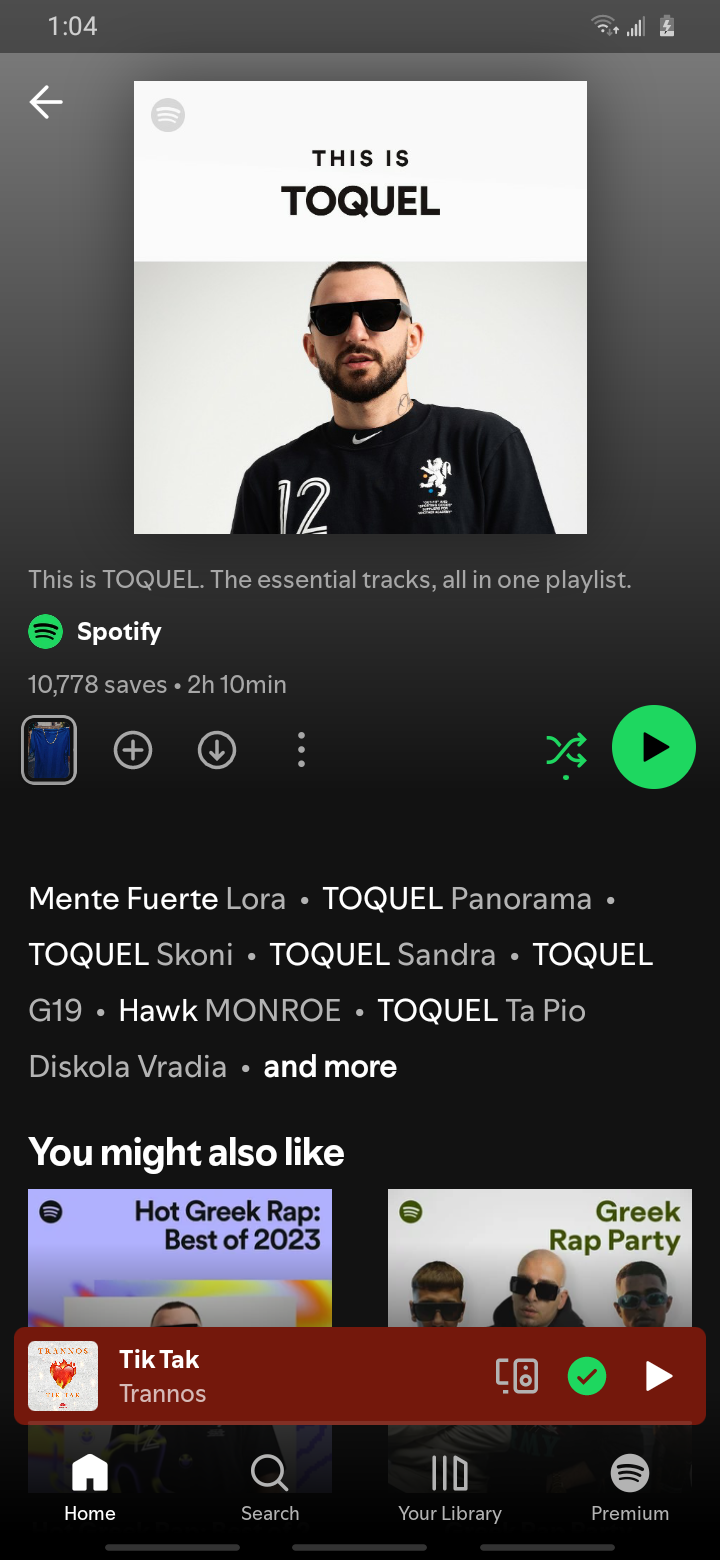 1:04
THIS IS
TOQUEL
12
This is TOQUEL. The essential tracks, all in one playlist.
Spotify
10,778 saves • 2h 10min
Mente Fuerte Lora • TOQUEL Panorama •
TOQUEL Skoni • TOQUEL Sandra • TOQUEL
G19 • Hawk MONROE • TOQUEL Ta Pio
Diskola Vradia • and more
You might also like
Hot Greek Rap:
Best of 2023
Greek
Rap Party
TRANNOS
TIK TAK
Tik Tak
Trannos
Home
Search
Your Library
Premium